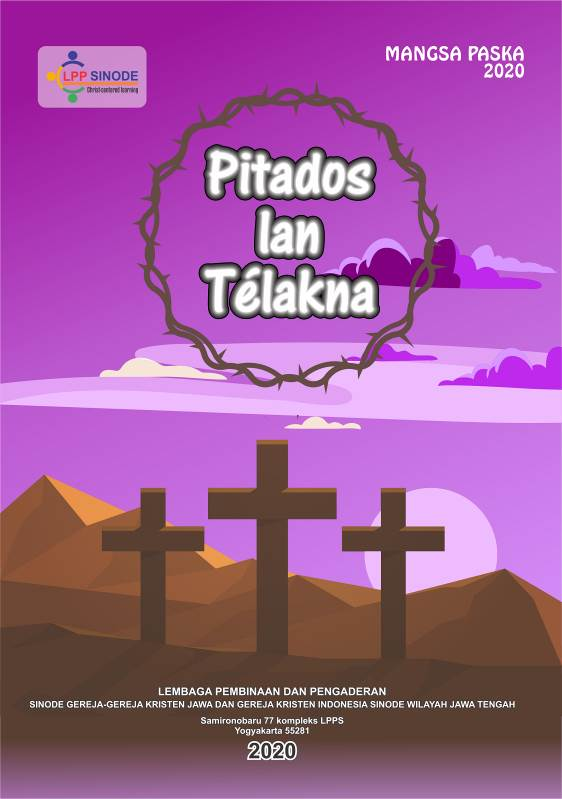 LPP SINODE
Christ-centered learning
MANGSA PASKA
2020
Pitados
lan
Télakna
LEMBAGA PEMBINAAN DAN PENGADERAN
SINODE GEREJA-GEREJA KRISTEN JAWA DAN GEREJA KRISTEN INDONESIA SINODE WILAYAH JAWA TENGAH
Samironobaru 77 kompleks LPPS
Yogyakarta 55281
2020